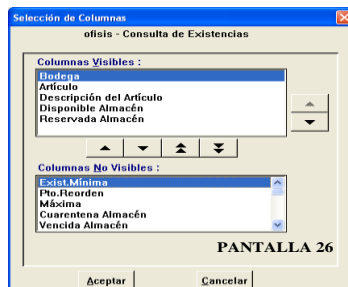 Selección de Columnas
ofisis - Consulta de Existencias
Columnas Visibles :
Bodega
Artículo
Descripción del Artículo
Disponible Almacén
Reservada Almacén
Columnas No Visibles :
Exist.Mínima
Pto.Reorden
Máxima
Cuarentena Almacén
Vencida Almacén
PANTALLA 26
Aceptar
Cancelar